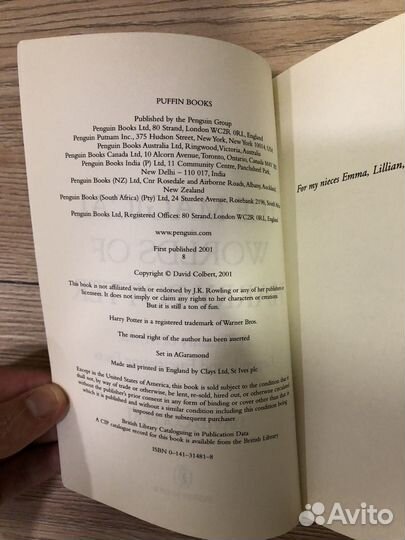 PUFFIN BOOKS
Published by the Penguin Group
Penguin Books Ltd, 80 Strand, London WC2R 0RL, England
Penguin Putnam Inc., 375 Hudson Street, New York, New York 10014, USA
Penguin Books Australia Ltd, Ringwood, Victoria, Australia
Penguin Books Canada Ltd, 10 Alcorn Avenue, Toronto, Ontario, Canada M4V 3B2
Penguin Books India (P) Ltd, 11 Community Centre, Panchsheel Park,
New Delhi – 110 017, India
Penguin Books (NZ) Ltd, Cnr Rosedale and Airborne Roads, Albany, Auckland,
New Zealand
Penguin Books (South Africa) (Pty) Ltd, 24 Sturdee Avenue, Rosebank 2196, South
Penguin Books Ltd, Registered Offices: 80 Strand, London WC2R 0RL, England
www.penguin.com
First published 2001
8
Copyright © David Colbert, 2001
This book is not affiliated with or endorsed by J.K. Rowling or any of her publishers or
licensees. It does not imply or claim any rights to her characters or creations.
But it is still a ton of fun.
Harry Potter is a registered trademark of Warner Bros.
The moral right of the author has been asserted
Set in AGaramond
Made and printed in England by Clays Ltd, St Ives plc
Except in the United States of America, this book is sold subject to the condition that it
shall not, by way of trade or otherwise, be lent, re-sold, hired out, or otherwise circulated
without the publisher's prior consent in any form of binding or cover other than that in
which it is published and without a similar condition including this condition being
imposed on the subsequent purchaser
British Library Cataloguing in Publication Data
A CIP catalogue record for this book is available from the British Library
ISBN 0–141–31481–8
For my nieces Emma, Lillian,
Avito